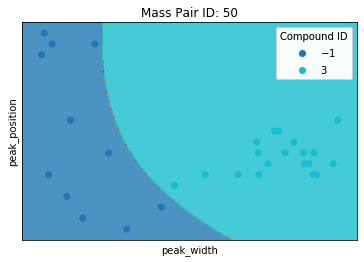 Mass Pair ID: 50
Compound ID
−1
3
peak_position
peak_width